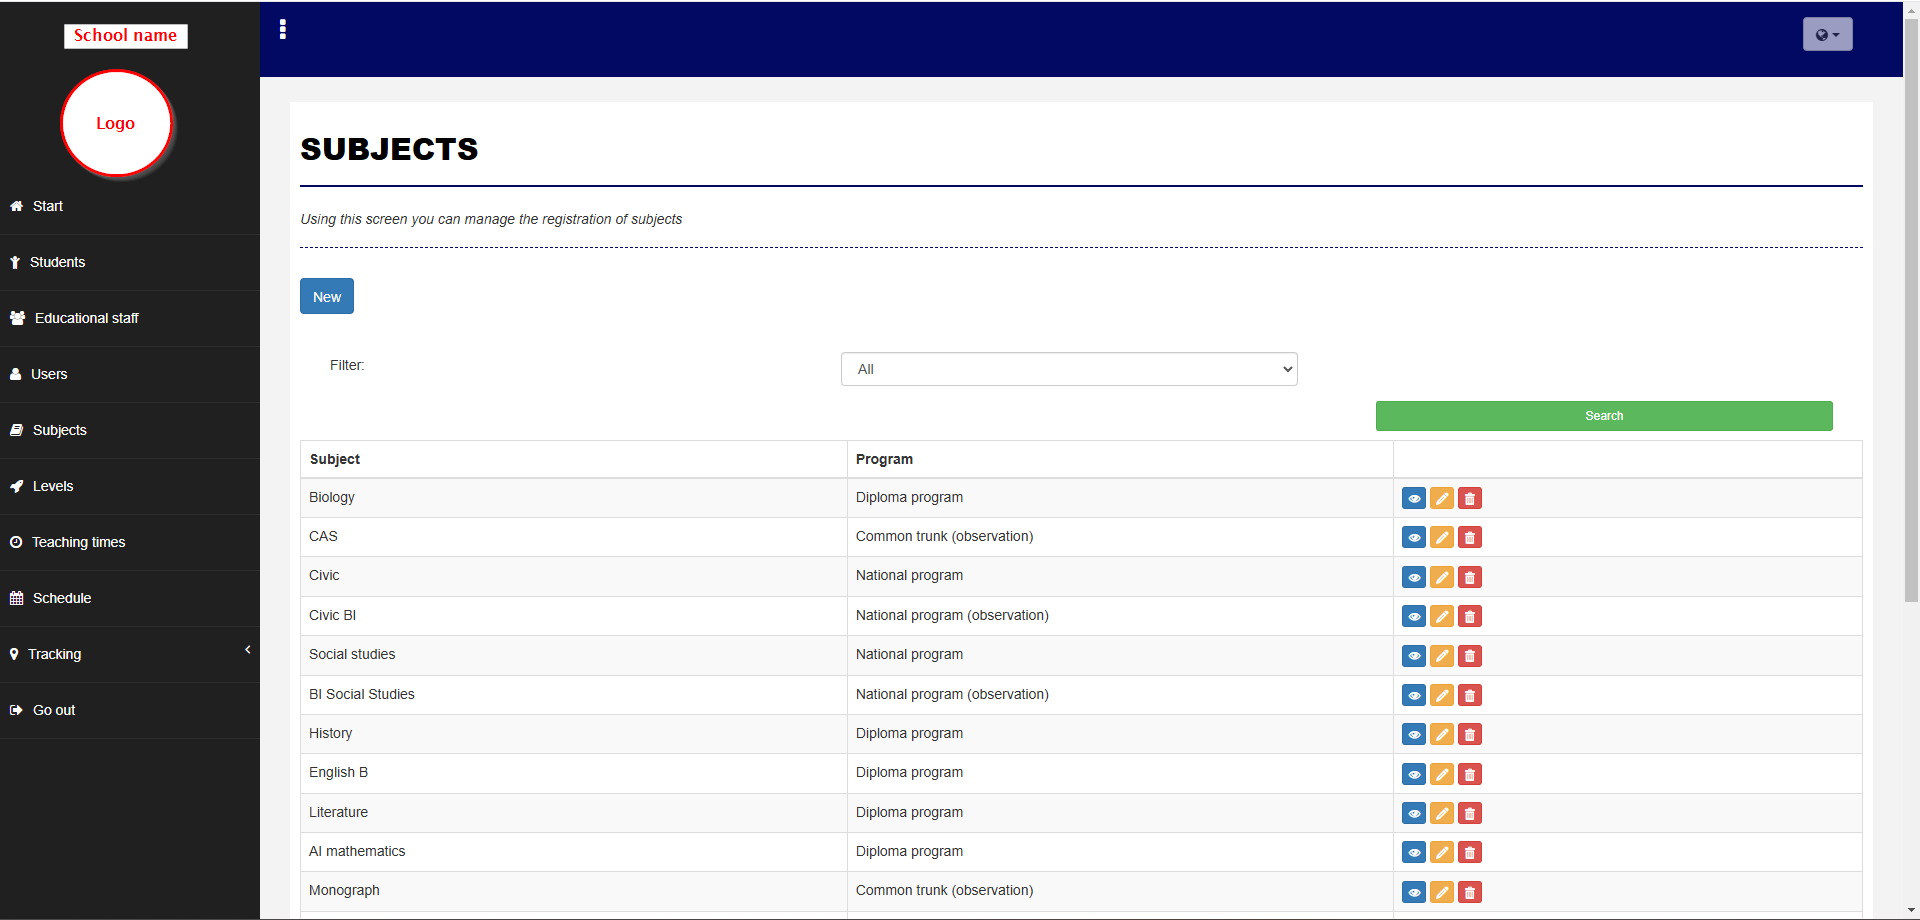 School name
Logo
Start
Students
Educational staff
Users
Subjects
Levels
Teaching times
Schedule
Tracking
Go out
SUBJECTS
Using this screen you can manage the registration of subjects
New
Filter:
All
Search
Subject Program
Biology Diploma program
CAS Common trunk (observation)
Civic National program
Civic BI National program (observation)
Social studies National program
BI Social Studies National program (observation)
History Diploma program
English B Diploma program
Literature Diploma program
AI mathematics Diploma program
Monograph Common trunk (observation)